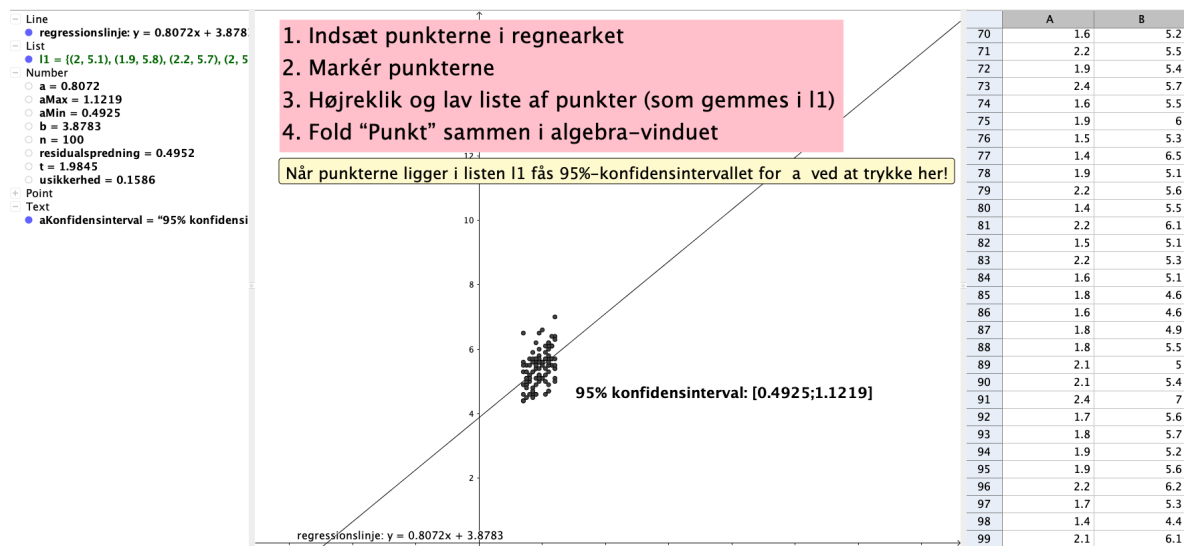 Line
regressionslinje: y = 0.8072x + 3.878
List
l1 = {(2, 5.1), (1.9, 5.8), (2.2, 5.7), (2, 5
Number
a = 0.8072
aMax = 1.1219
aMin = 0.4925
b = 3.8783
n = 100
residualspredning = 0.4952
t = 1.9845
usikkerhed = 0.1586
Point
Text
aKonfidensinterval = “95% konfidensi
1. Indsæt punkterne i regnearket
2. Markér punkterne
3. Højreklik og lav liste af punkter (som gemmes i l1)
4. Fold “Punkt” sammen i algebra-vinduet
12
Når punkterne ligger i listen l1 fås 95%-konfidensintervallet for a ved at trykke her!
10
8
6
95% konfidensinterval: [0.4925;1.1219]
4
2
regressionslinje: y = 0.8072x + 3.8783
A B
70 1.6 5.2
71 2.2 5.5
72 1.9 5.4
73 2.4 5.7
74 1.6 5.5
75 1.9 6
76 1.5 5.3
77 1.4 6.5
78 1.9 5.1
79 2.2 5.6
80 1.4 5.5
81 2.2 6.1
82 1.5 5.1
83 2.2 5.3
84 1.6 5.1
85 1.8 4.6
86 1.6 4.6
87 1.8 4.9
88 1.8 5.5
89 2.1 5
90 2.1 5.4
91 2.4 7
92 1.7 5.6
93 1.8 5.7
94 1.9 5.2
95 1.9 5.6
96 2.2 6.2
97 1.7 5.3
98 1.4 4.4
99 2.1 6.1